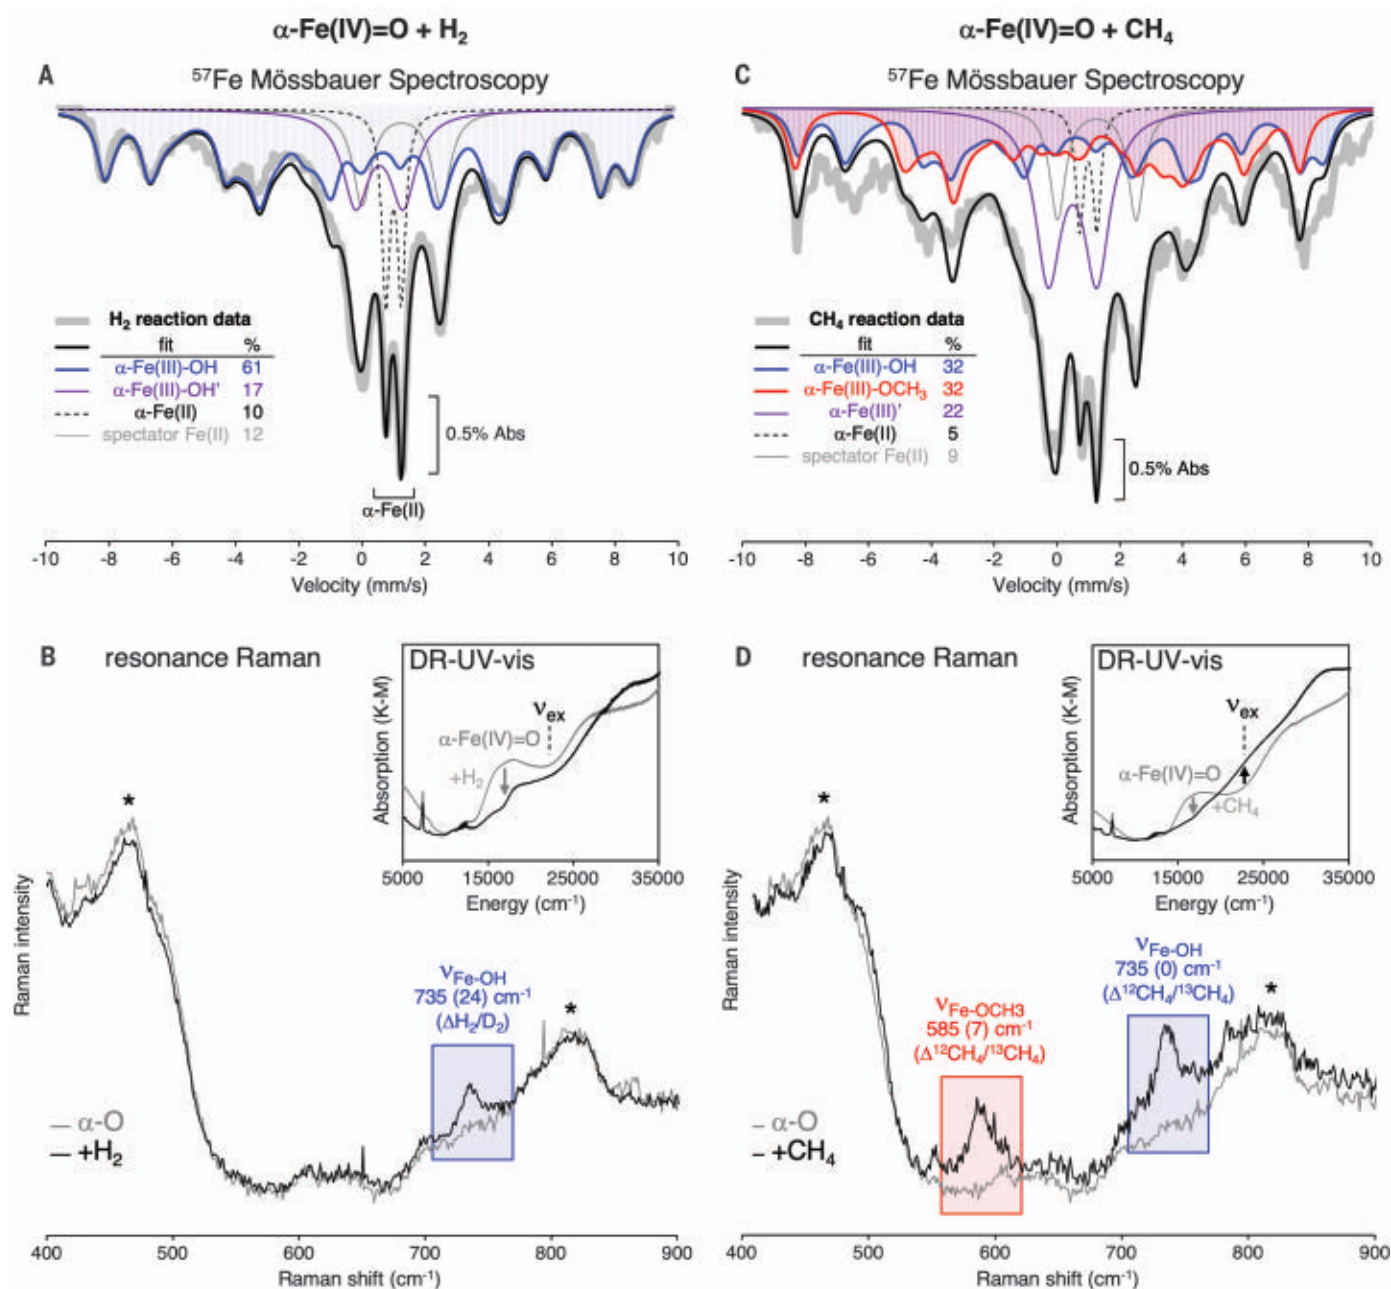 α-Fe(IV)=O + H₂
A
⁵⁷Fe Mössbauer Spectroscopy
H₂ reaction data
fit %
α-Fe(III)-OH 61
α-Fe(III)-OH' 17
α-Fe(II) 10
spectator Fe(II) 12
0.5% Abs
α-Fe(II)
-10 -8 -6 -4 -2 0 2 4 6 8 10
Velocity (mm/s)
α-Fe(IV)=O + CH₄
C
⁵⁷Fe Mössbauer Spectroscopy
CH₄ reaction data
fit %
α-Fe(III)-OH 32
α-Fe(III)-OCH₃ 32
α-Fe(III)' 22
α-Fe(II) 5
spectator Fe(II) 9
0.5% Abs
-10 -8 -6 -4 -2 0 2 4 6 8 10
Velocity (mm/s)
B
resonance Raman
DR-UV-vis
Absorption (K-M)
νex
α-Fe(IV)=O
+H₂
5000 15000 25000 35000
Energy (cm⁻¹)
*
Raman intensity
νFe-OH
735 (24) cm⁻¹
(ΔH₂/D₂)
*
α-O
+H₂
400 500 600 700 800 900
Raman shift (cm⁻¹)
D
resonance Raman
DR-UV-vis
Absorption (K-M)
νex
α-Fe(IV)=O
+CH₄
5000 15000 25000 35000
Energy (cm⁻¹)
*
Raman intensity
νFe-OCH3
585 (7) cm⁻¹
(Δ¹²CH₄/¹³CH₄)
νFe-OH
735 (0) cm⁻¹
(Δ¹²CH₄/¹³CH₄)
*
α-O
+CH₄
400 500 600 700 800 900
Raman shift (cm⁻¹)